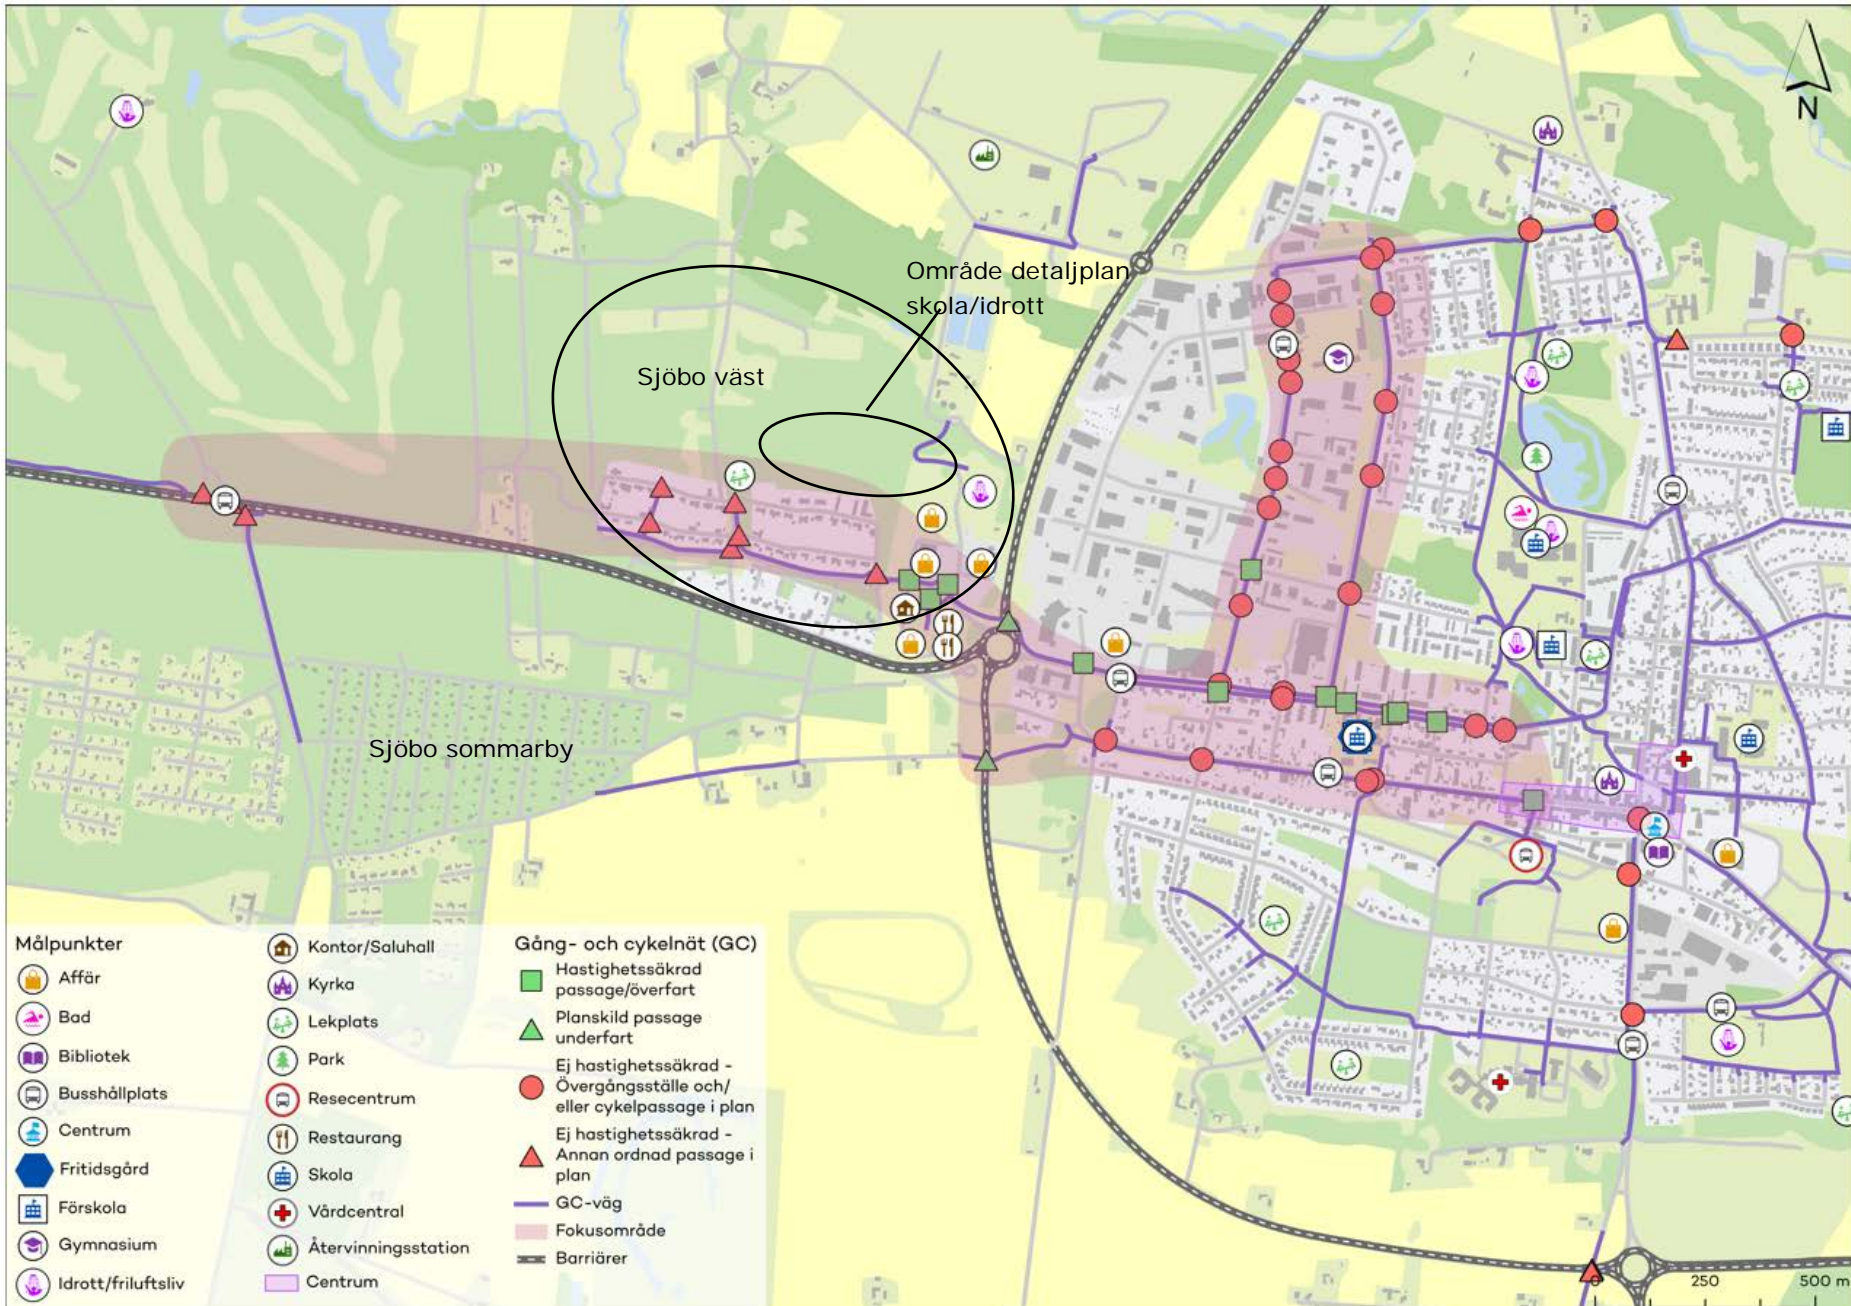 N
Område detaljplan
skola/idrott
Sjöbo väst
Sjöbo sommarby
Målpunkter
Affär
Bad
Bibliotek
Busshållplats
Centrum
Fritidsgård
Förskola
Gymnasium
Idrott/friluftsliv
Kontor/Saluhall
Kyrka
Lekplats
Park
Resecentrum
Restaurang
Skola
Vårdcentral
Återvinningsstation
Centrum
Gång- och cykelnät (GC)
Hastighetssäkrad
passage/överfart
Planskild passage
underfart
Ej hastighetssäkrad -
Övergångsställe och/
eller cykelpassage i plan
Ej hastighetssäkrad -
Annan ordnad passage i
plan
GC-väg
Fokusområde
Barriärer
0 250 500 m